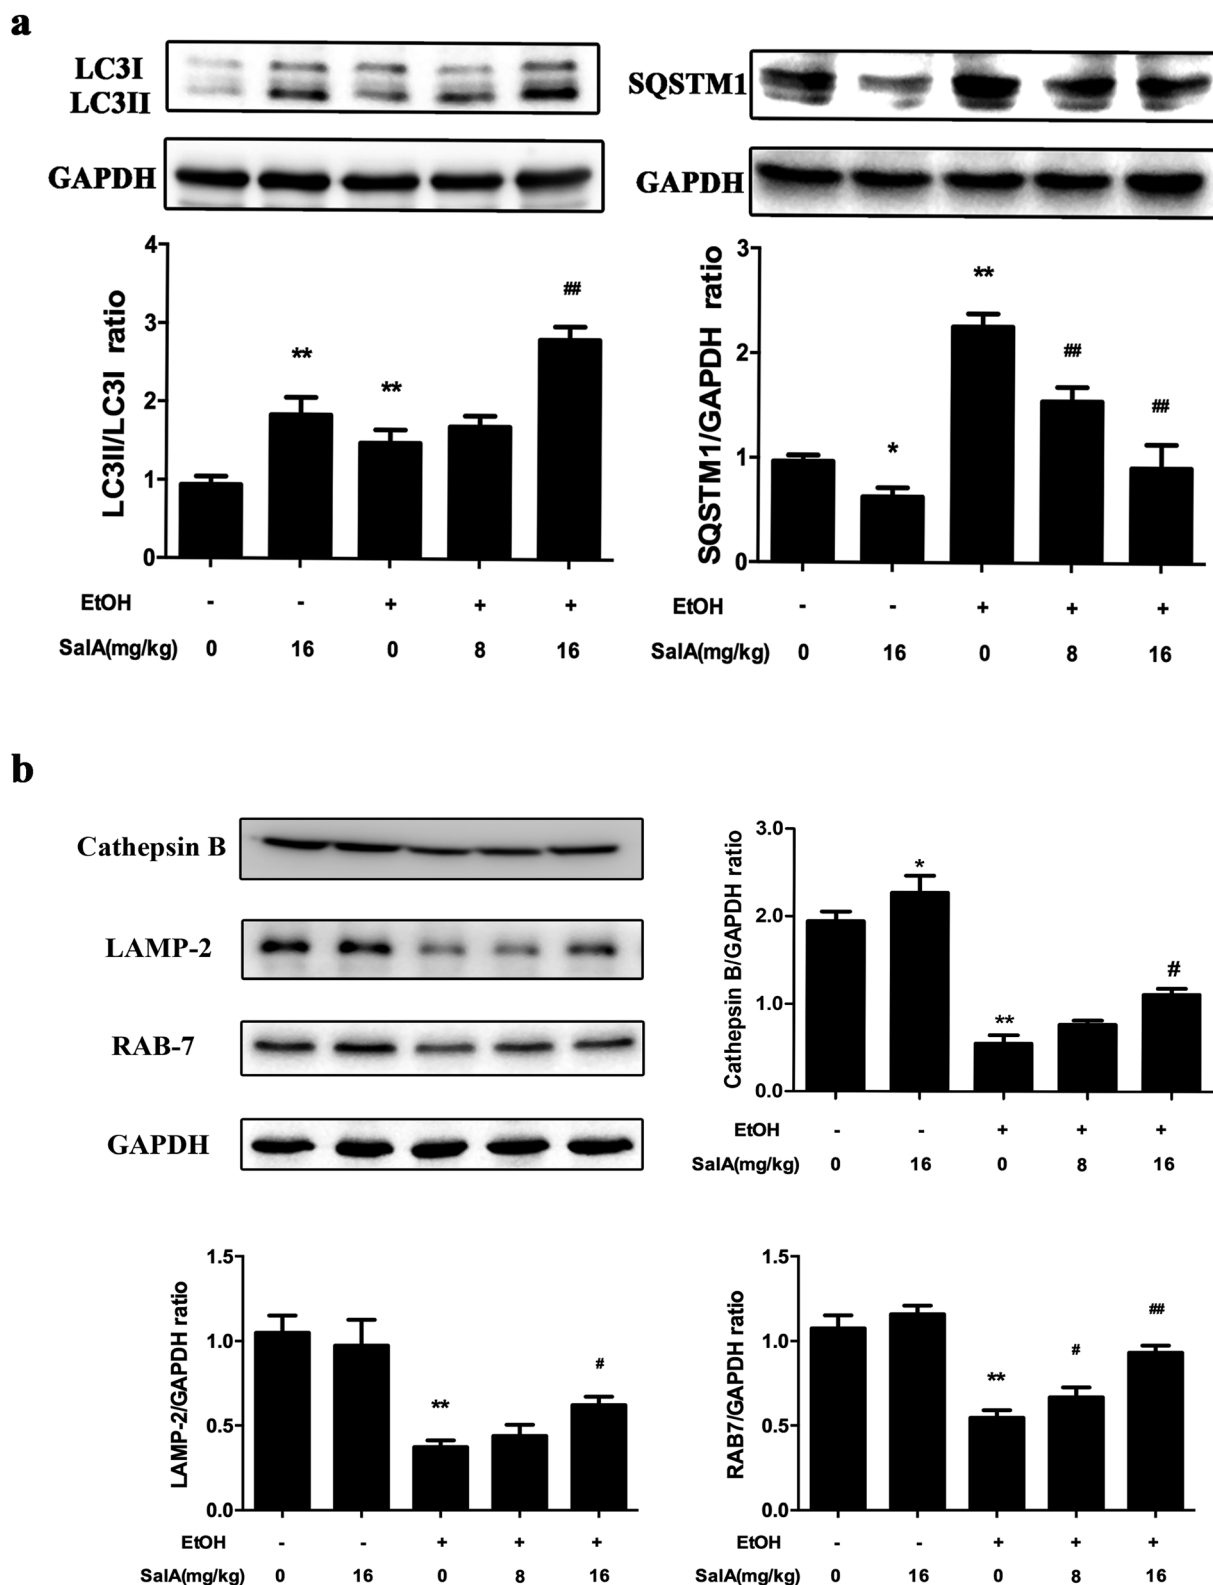 a
LC3I
LC3II
GAPDH
SQSTM1
GAPDH
4
3
2
1
0
LC3II/LC3I ratio
**
**
##
EtOH - - + + +
SalA(mg/kg) 0 16 0 8 16
3
2
1
0
SQSTM1/GAPDH ratio
*
**
##
##
EtOH - - + + +
SalA(mg/kg) 0 16 0 8 16
b
Cathepsin B
LAMP-2
RAB-7
GAPDH
3.0
2.0
1.0
0.0
Cathepsin B/GAPDH ratio
*
**
#
EtOH - - + + +
SalA(mg/kg) 0 16 0 8 16
1.5
1.0
0.5
0.0
LAMP-2/GAPDH ratio
**
#
EtOH - - + + +
SalA(mg/kg) 0 16 0 8 16
1.5
1.0
0.5
0.0
RAB7/GAPDH ratio
**
#
##
EtOH - - + + +
SalA(mg/kg) 0 16 0 8 16